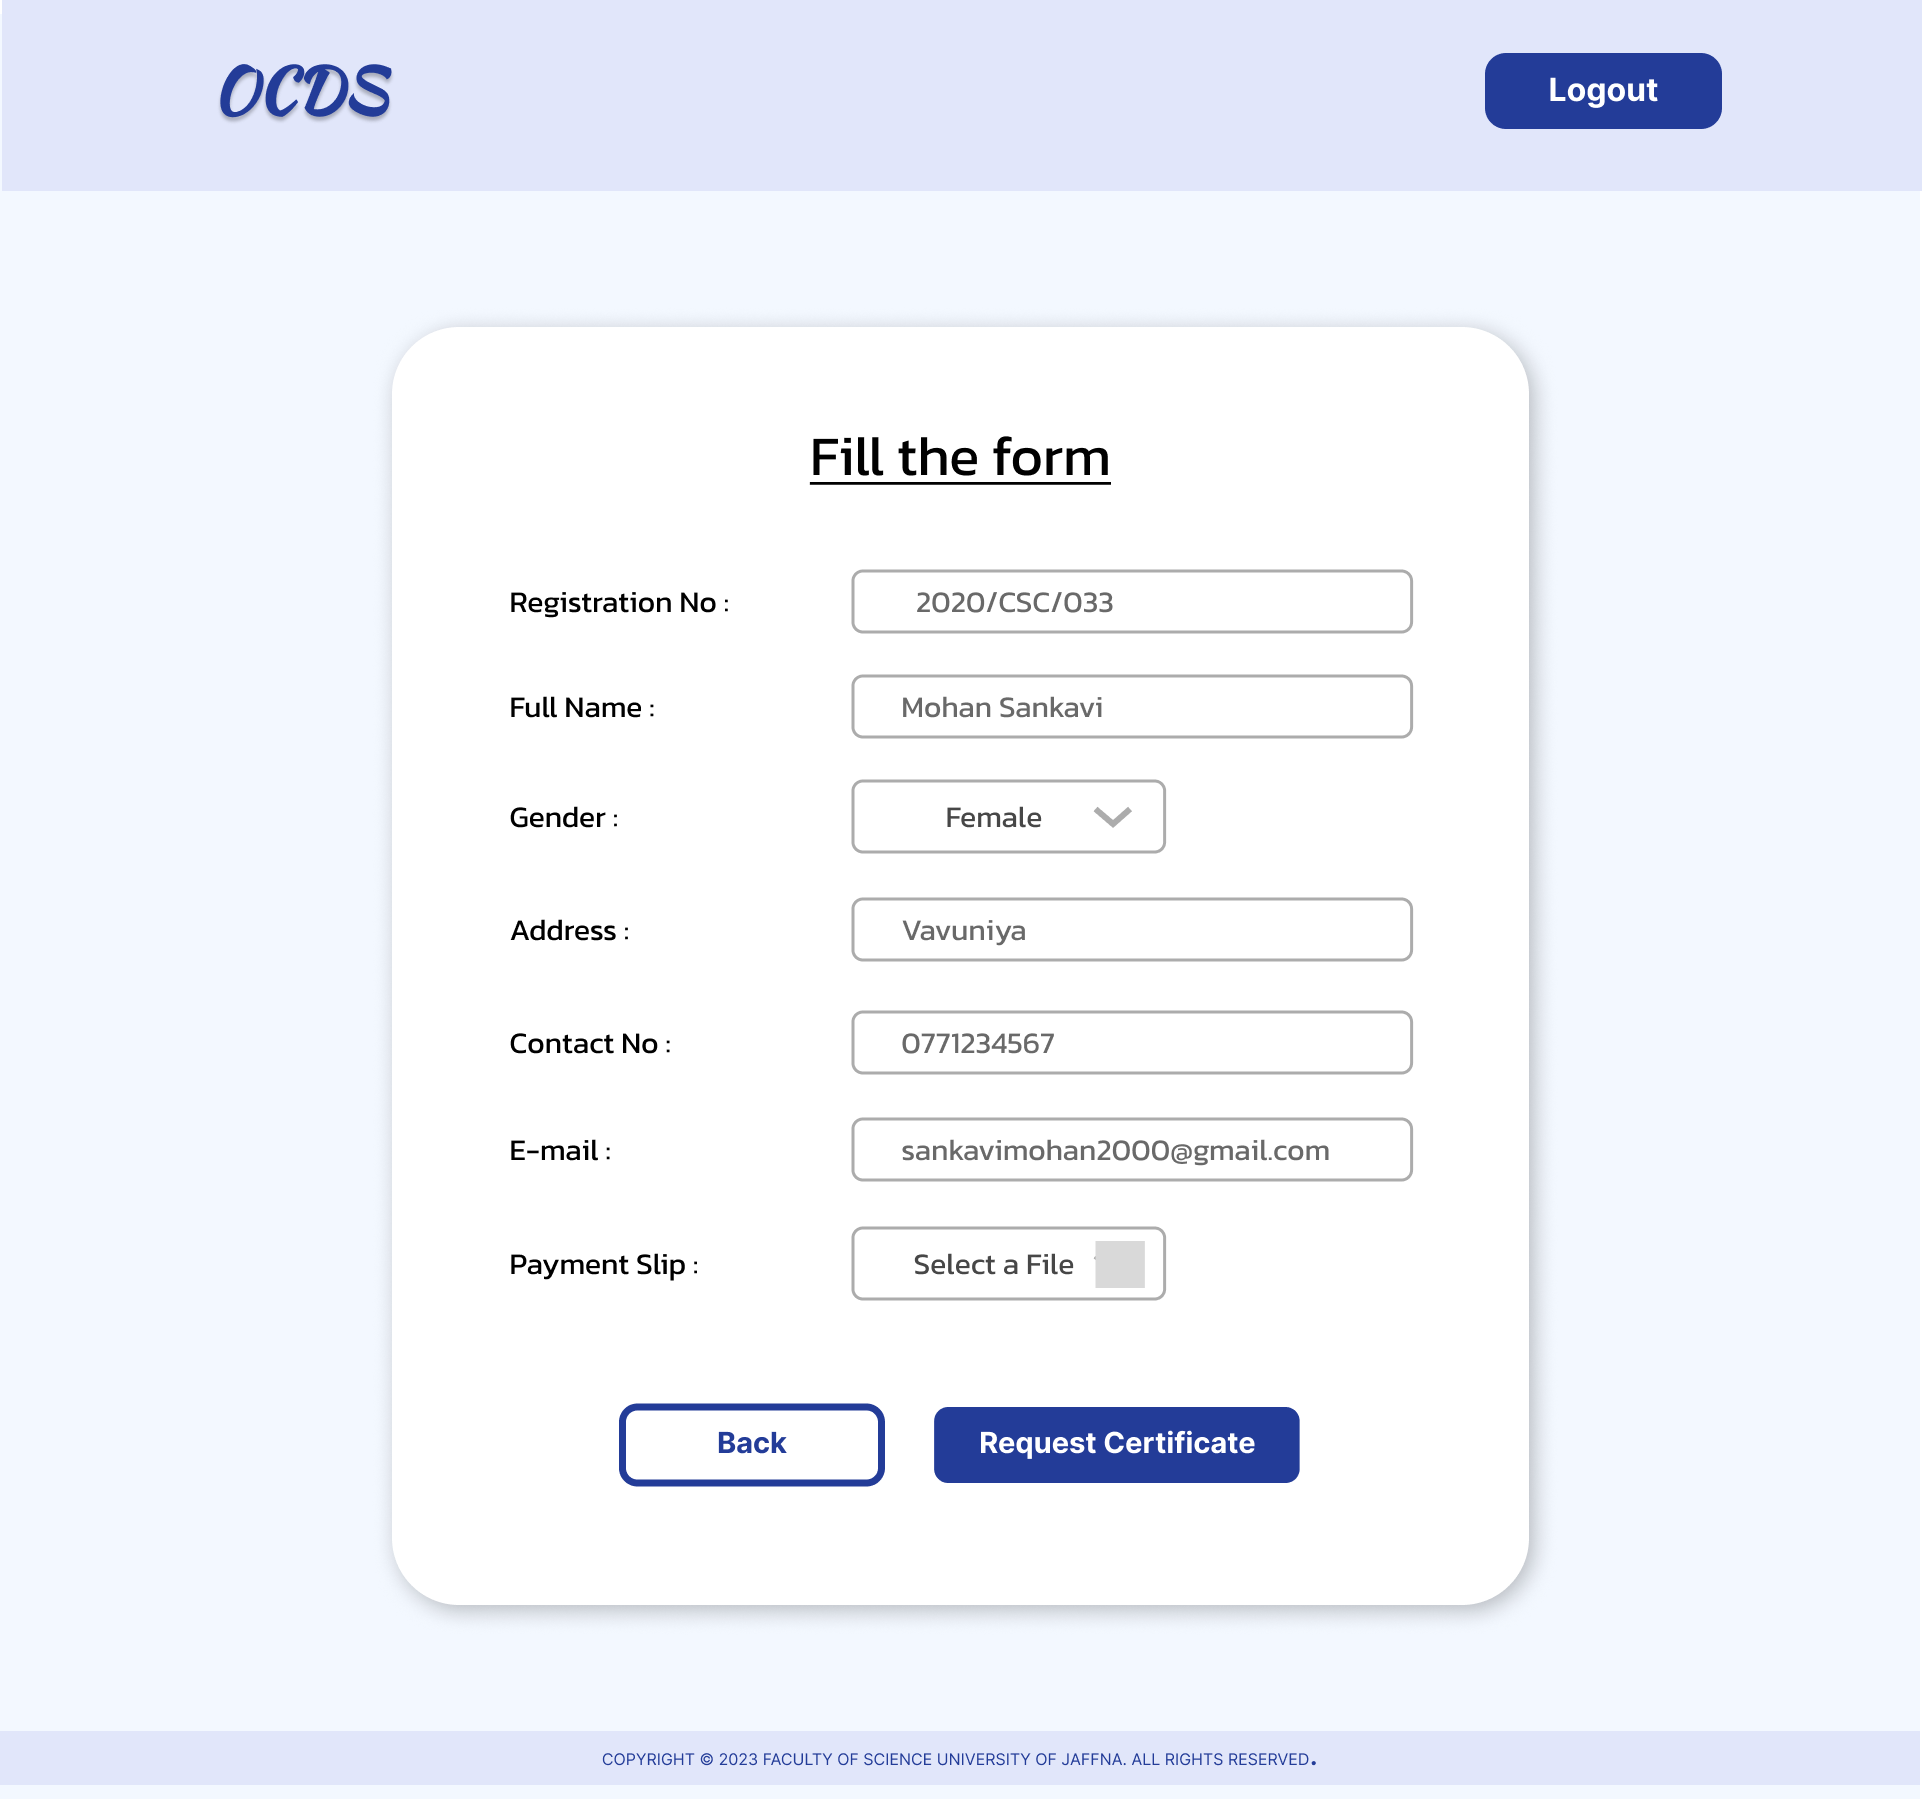 OCDS
Logout
Fill the form
Registration No : 2020/CSC/033
Full Name : Mohan Sankavi
Gender : Female
Address : Vavuniya
Contact No : 0771234567
E-mail : sankavimohan2000@gmail.com
Payment Slip : Select a File
Back Request Certificate
COPYRIGHT © 2023 FACULTY OF SCIENCE UNIVERSITY OF JAFFNA. ALL RIGHTS RESERVED.